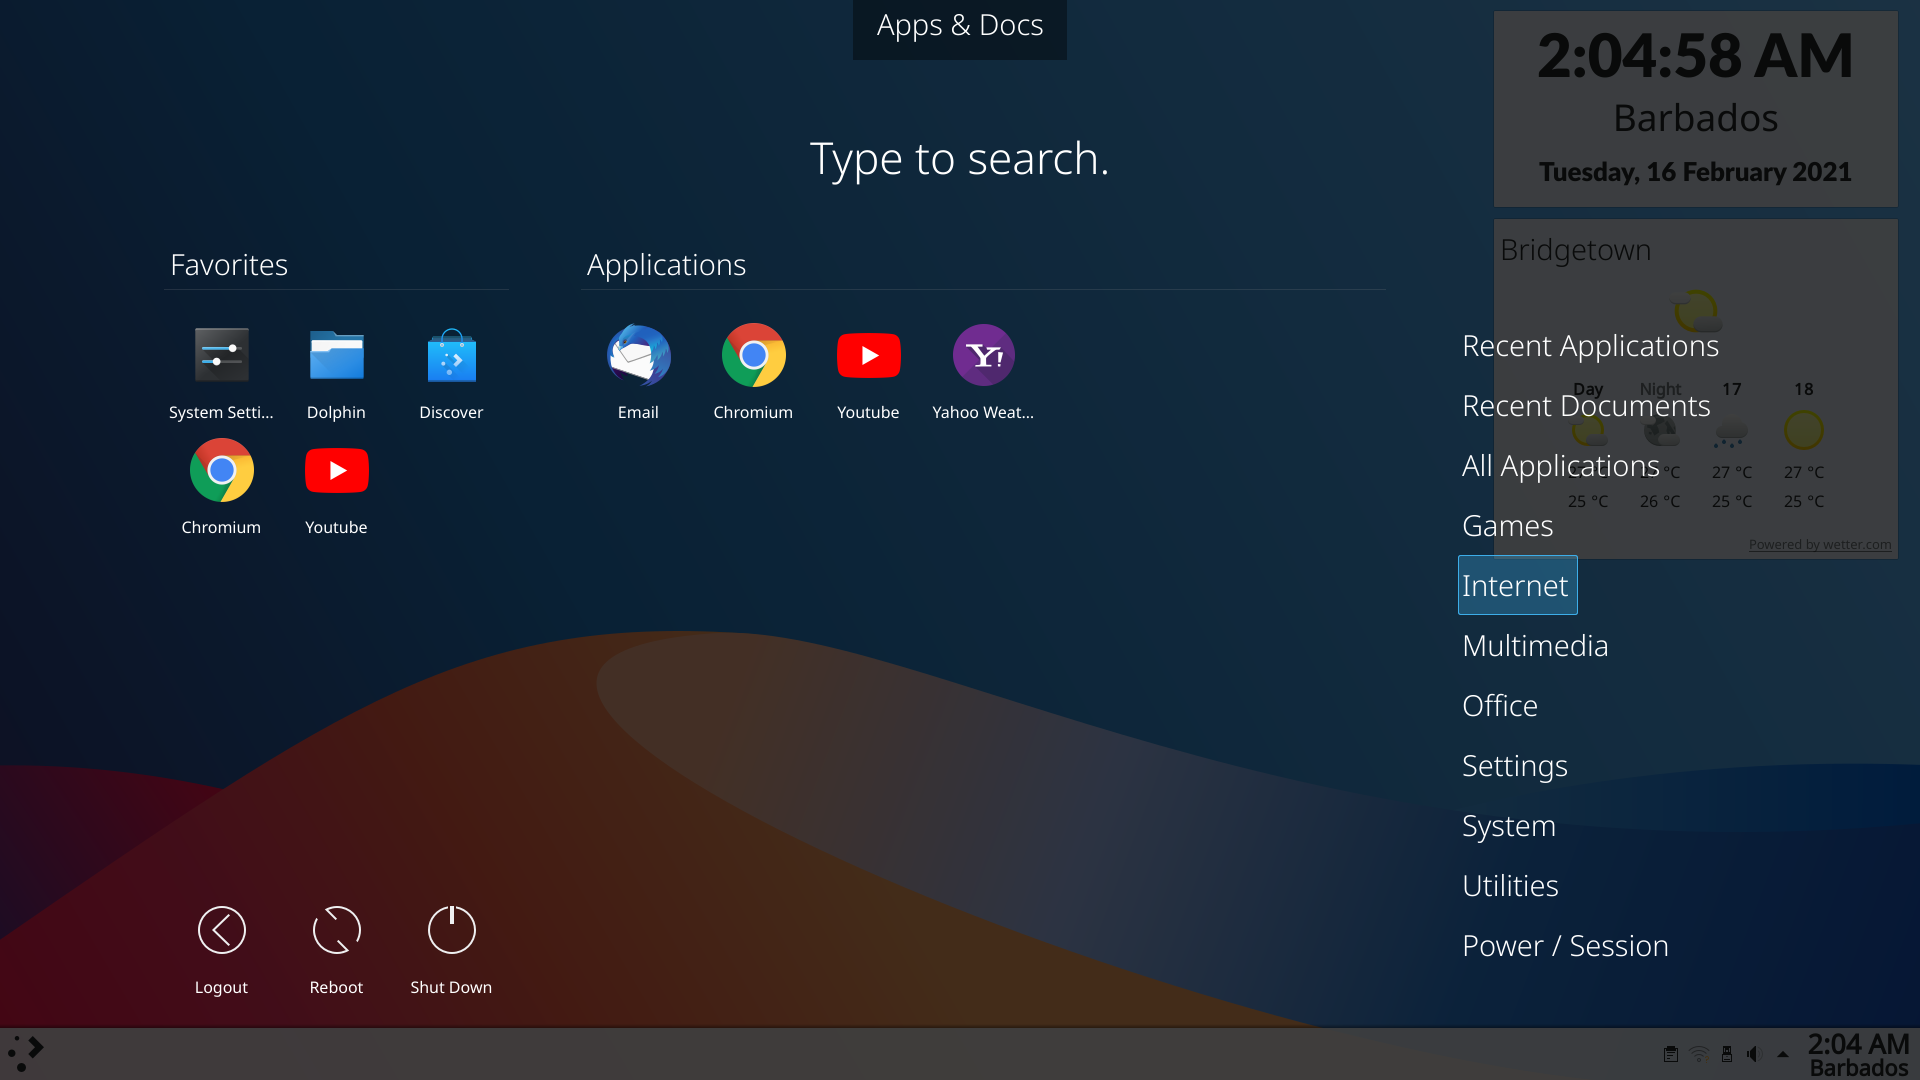 Apps & Docs
2:04:58 AM
Barbados
Tuesday, 16 February 2021
Type to search.
Bridgetown
Favorites
Applications
System Setti...
Dolphin
Discover
Email
Chromium
Youtube
Yahoo Weat...
Chromium
Youtube
Recent Applications
Day
Night
17
18
Recent Documents
All Applications
27 °C
27 °C
25 °C
26 °C
25 °C
25 °C
Games
Powered by wetter.com
Internet
Multimedia
Office
Settings
System
Utilities
Power / Session
Logout
Reboot
Shut Down
2:04 AM
Barbados